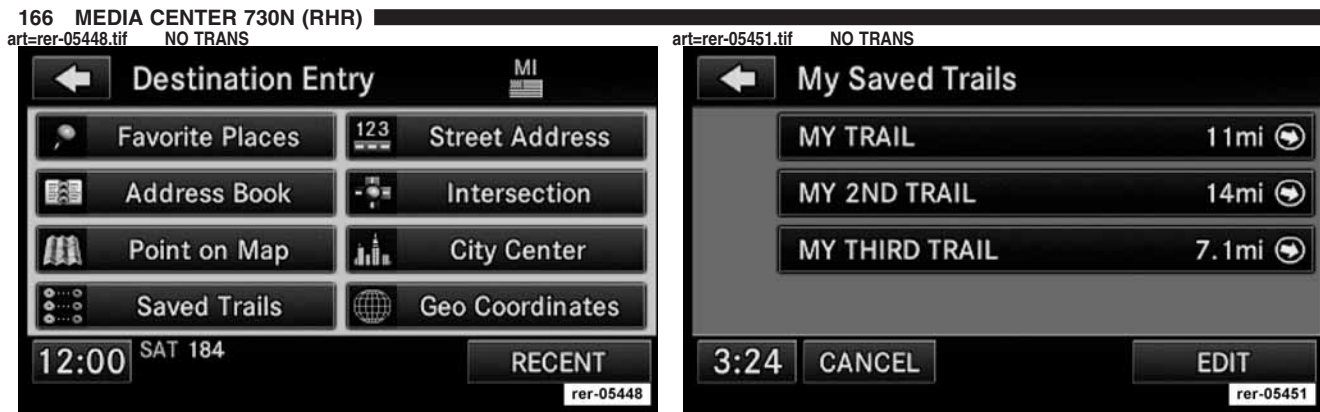 166 MEDIA CENTER 730N (RHR)
art=rer-05448.tif NO TRANS
Destination Entry
MI
Favorite Places
123 Street Address
Address Book
Intersection
Point on Map
City Center
Saved Trails
Geo Coordinates
12:00 SAT 184
RECENT
rer-05448
art=rer-05451.tif NO TRANS
My Saved Trails
MY TRAIL 11mi
MY 2ND TRAIL 14mi
MY THIRD TRAIL 7.1mi
3:24 CANCEL EDIT
rer-05451